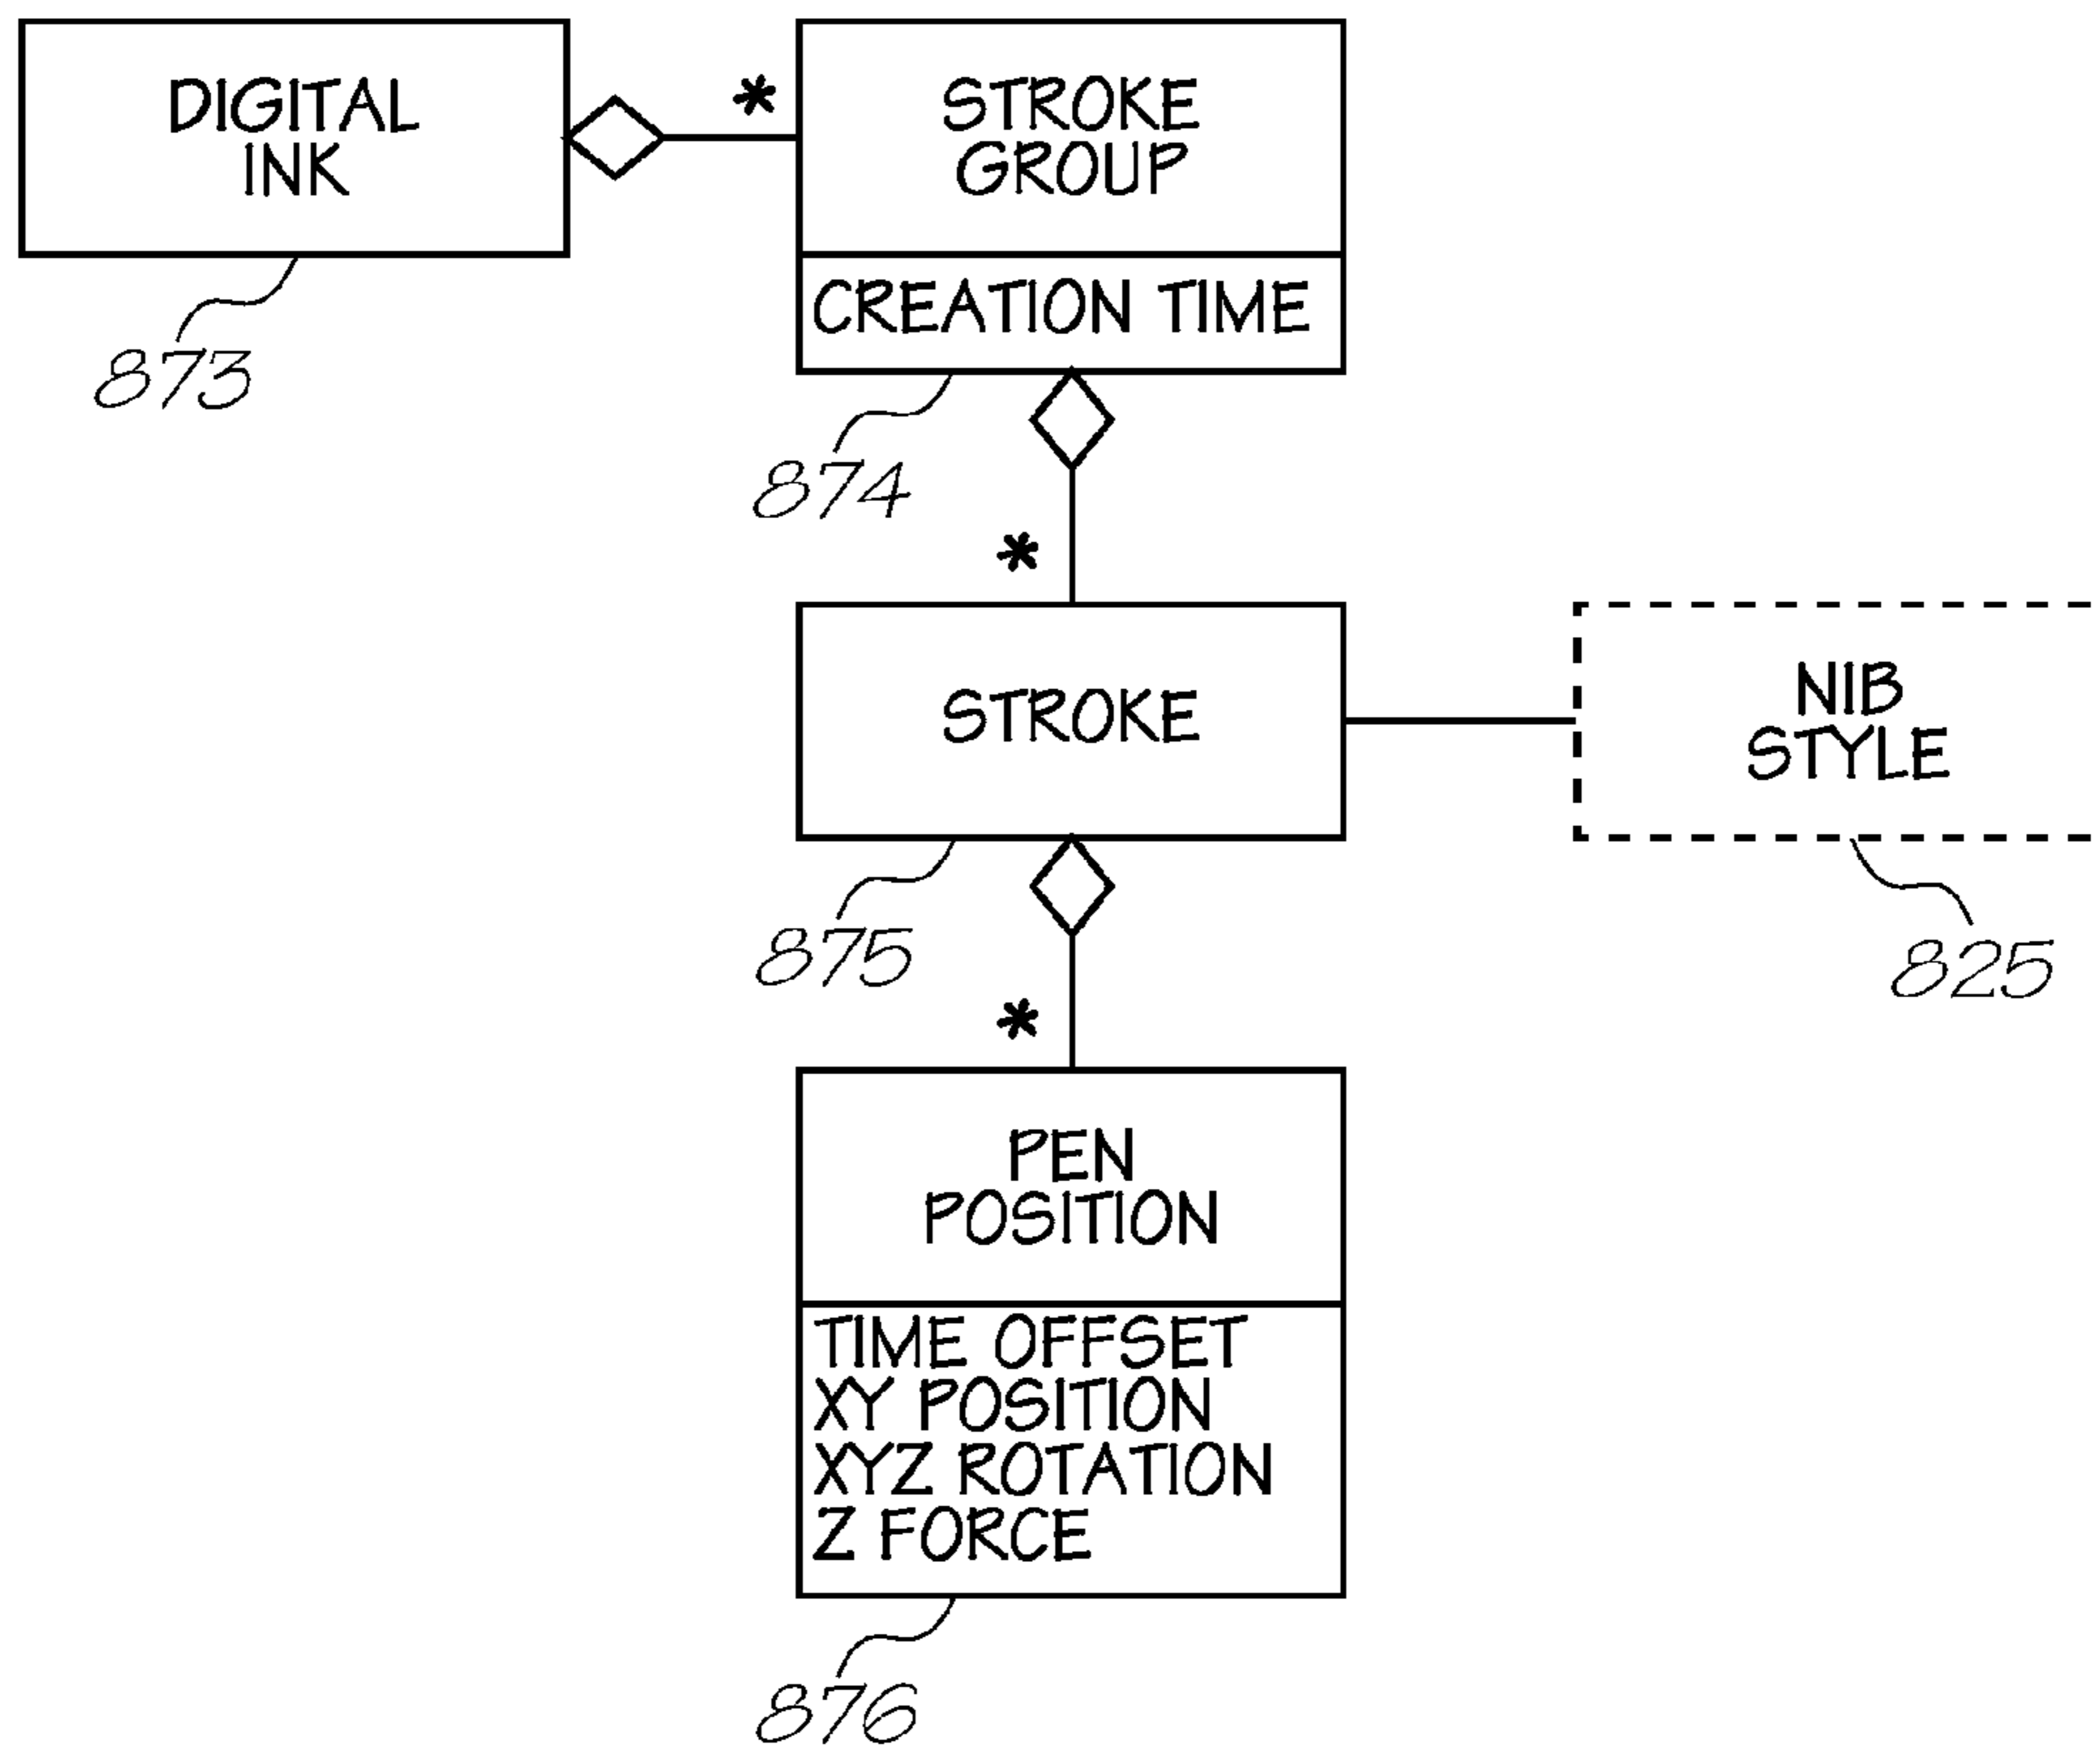 DIGITAL
INK
*
STROKE
GROUP
CREATION TIME
873
874
*
STROKE
NIB
STYLE
875
825
*
PEN
POSITION
TIME OFFSET
XY POSITION
XYZ ROTATION
Z FORCE
876